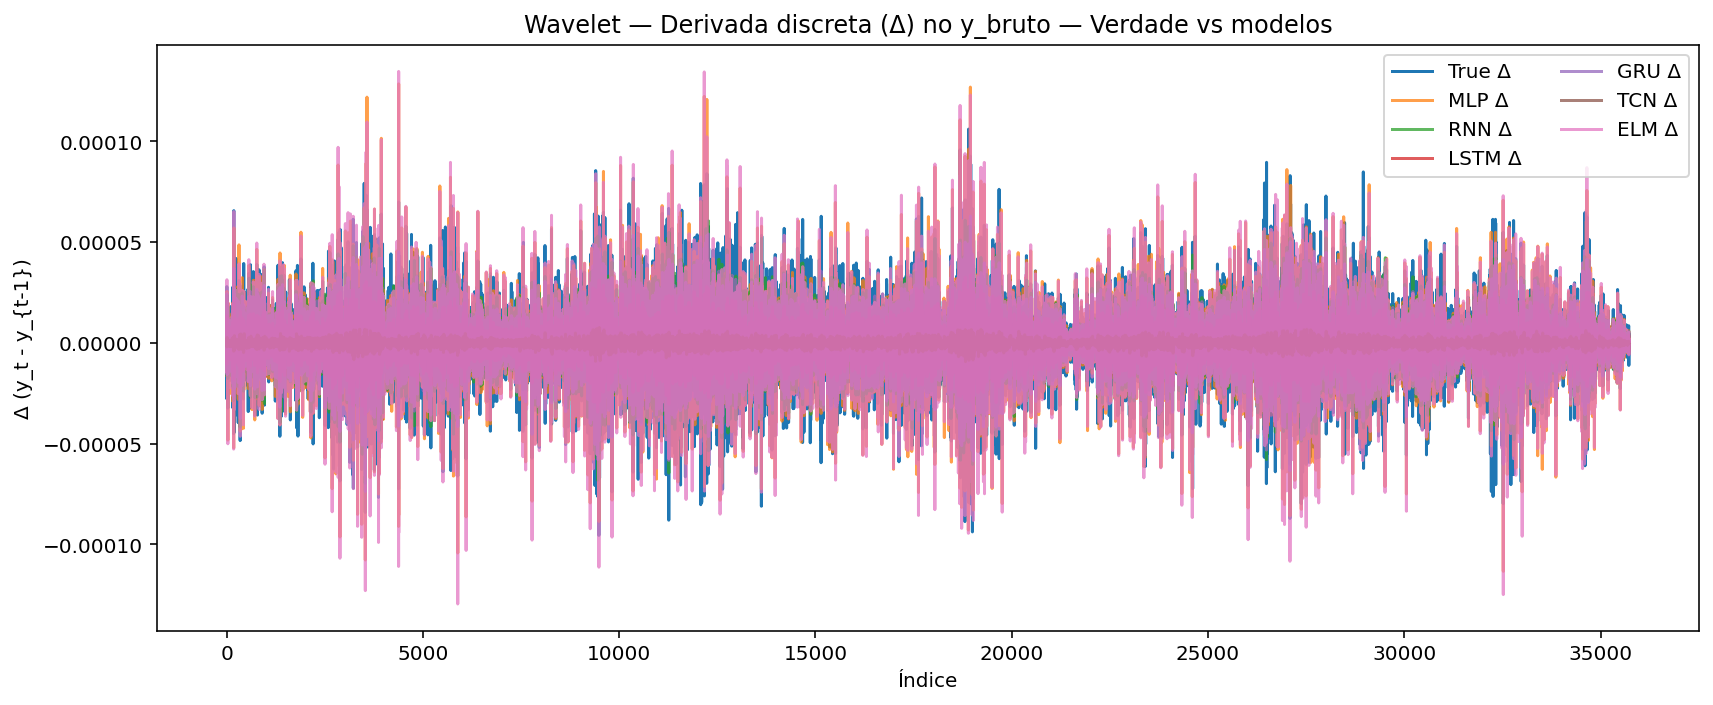 Wavelet — Derivada discreta (Δ) no y_bruto — Verdade vs modelos
True Δ
MLP Δ
RNN Δ
LSTM Δ
GRU Δ
TCN Δ
ELM Δ
Δ (y_t - y_{t-1})
0.00010
0.00005
0.00000
−0.00005
−0.00010
0 5000 10000 15000 20000 25000 30000 35000
Índice